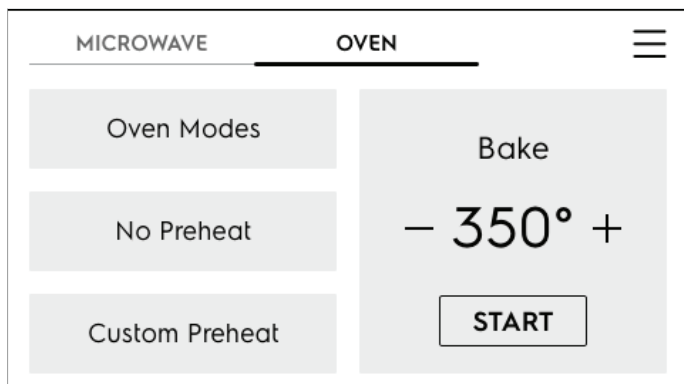 MICROWAVE OVEN
Oven Modes
No Preheat
Custom Preheat
Bake
− 350° +
START